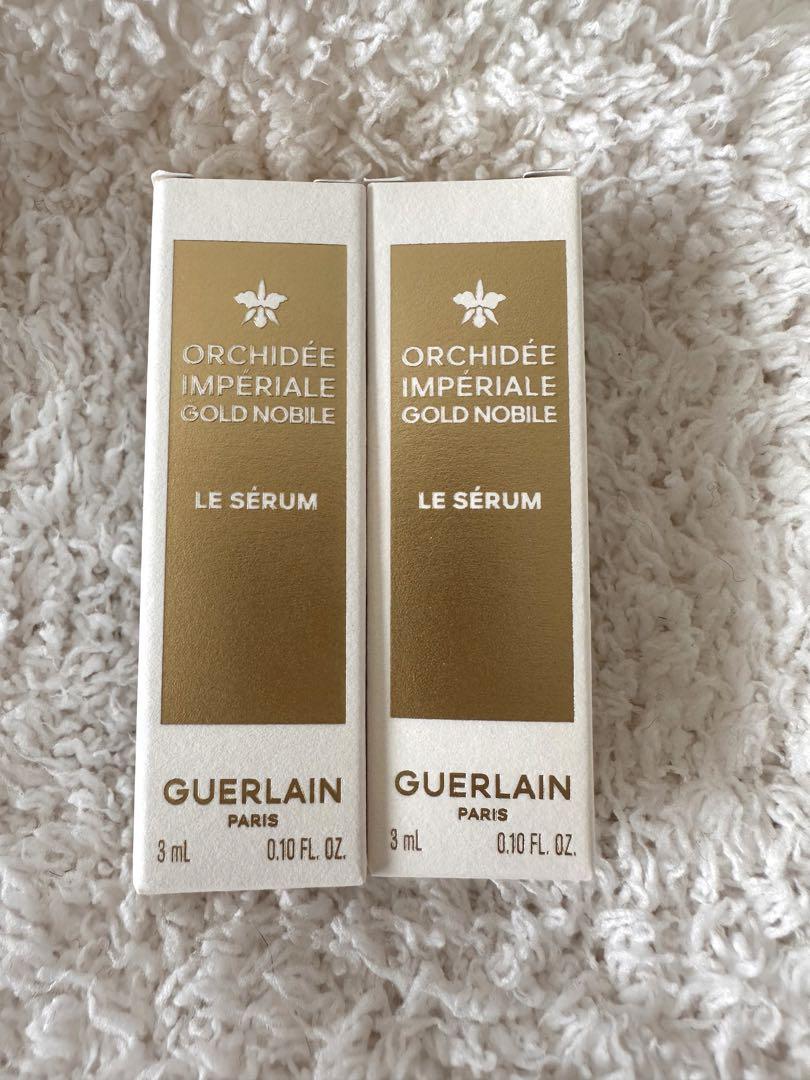 ORCHIDÉE
IMPÉRIALE
GOLD NOBILE
LE SÉRUM
GUERLAIN
PARIS
3 mL 0.10 FL. OZ.
ORCHIDÉE
IMPÉRIALE
GOLD NOBILE
LE SÉRUM
GUERLAIN
PARIS
3 mL 0.10 FL. OZ.